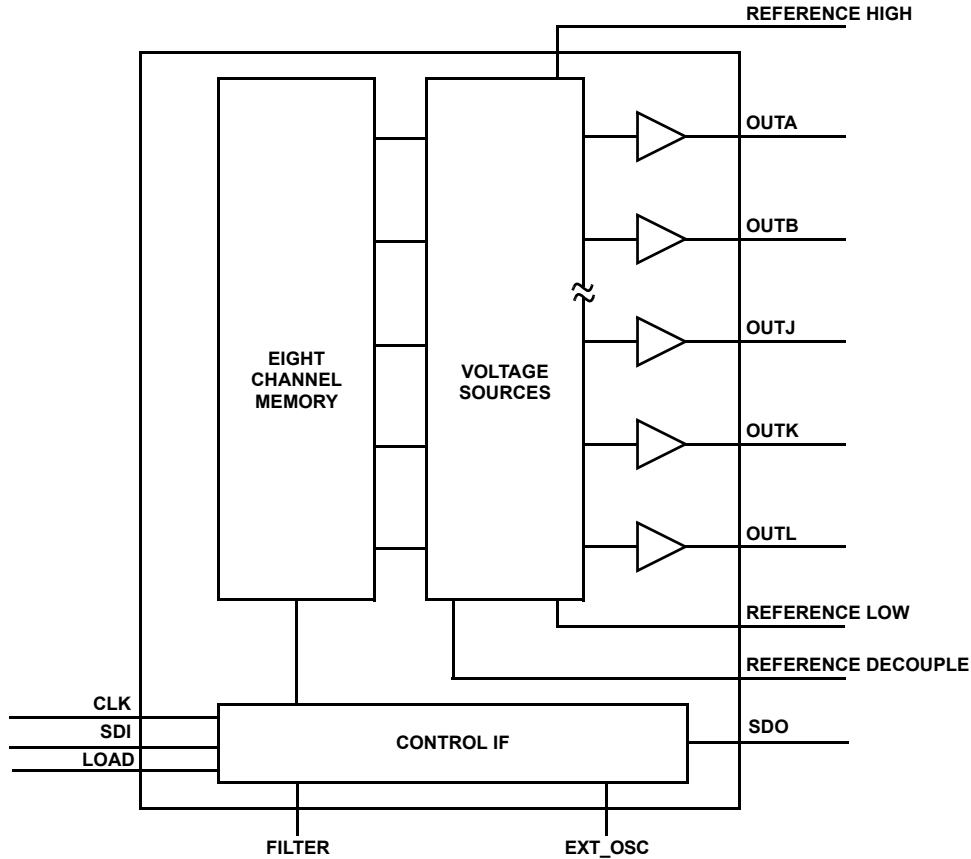 REFERENCE HIGH
OUTA
OUTB
OUTJ
EIGHT
CHANNEL
MEMORY
VOLTAGE
SOURCES
OUTK
OUTL
REFERENCE LOW
REFERENCE DECOUPLE
CLK
SDI
LOAD
CONTROL IF
SDO
FILTER
EXT_OSC